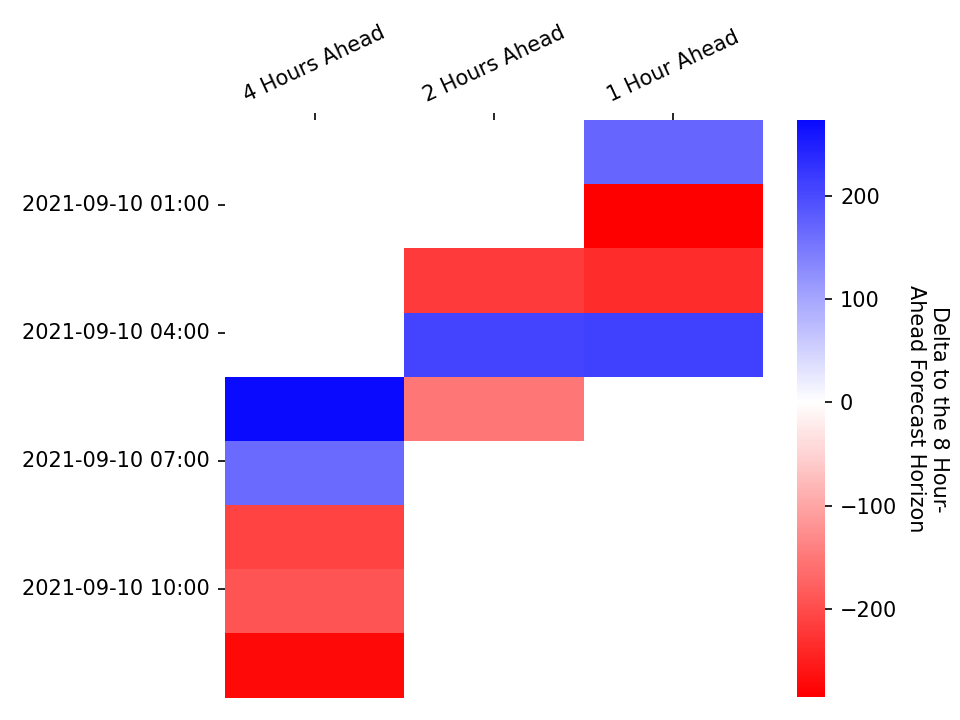 4 Hours Ahead
2 Hours Ahead
1 Hour Ahead
2021-09-10 01:00
2021-09-10 04:00
2021-09-10 07:00
2021-09-10 10:00
200
100
0
−100
−200
Delta to the 8 Hour-
Ahead Forecast Horizon